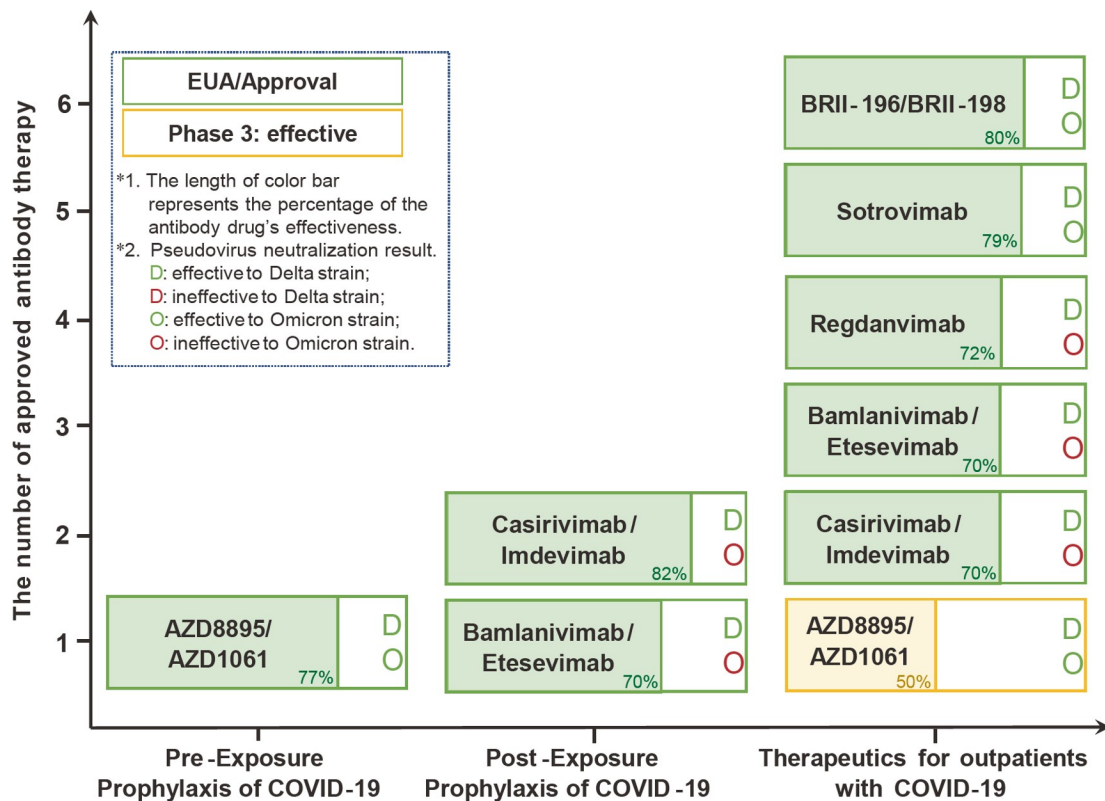 The number of approved antibody therapy
6
5
4
3
2
1
EUA/Approval
Phase 3: effective
*1. The length of color bar
represents the percentage of the
antibody drug's effectiveness.
*2. Pseudovirus neutralization result.
D: effective to Delta strain;
D: ineffective to Delta strain;
O: effective to Omicron strain;
O: ineffective to Omicron strain.
AZD8895/
AZD1061
77%
D
O
Casirivimab/
Imdevimab
82%
D
O
Bamlanivimab/
Etesevimab
70%
D
O
BRII-196/BRII-198
80%
D
O
Sotrovimab
79%
D
O
Regdanvimab
72%
D
O
Bamlanivimab/
Etesevimab
70%
D
O
Casirivimab/
Imdevimab
70%
D
O
AZD8895/
AZD1061
50%
D
O
Pre-Exposure
Prophylaxis of COVID-19
Post-Exposure
Prophylaxis of COVID-19
Therapeutics for outpatients
with COVID-19